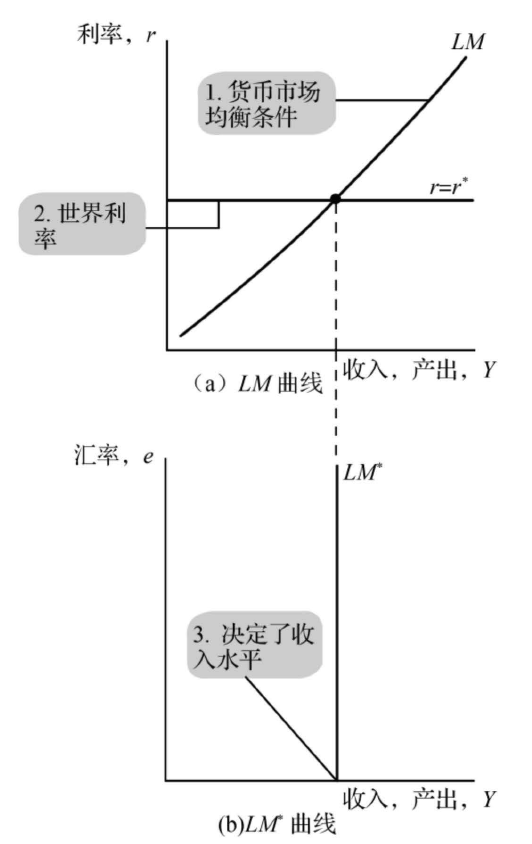 利率，r
LM
1. 货币市场
均衡条件
r=r*
2. 世界利
率
收入，产出，Y
（a）LM 曲线
汇率，e
LM*
3. 决定了收
入水平
收入，产出，Y
(b)LM* 曲线